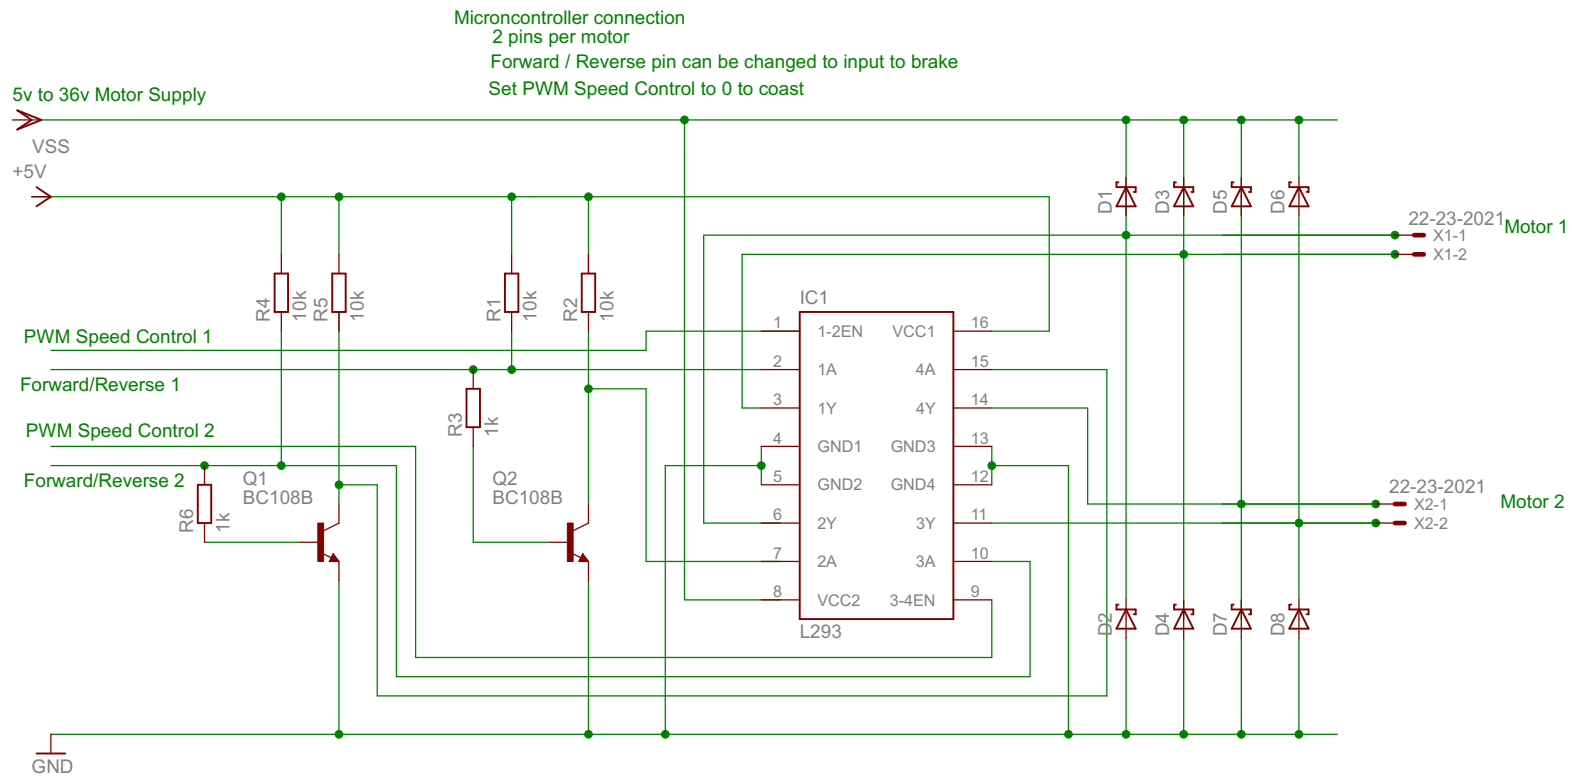 Microncontroller connection
2 pins per motor
Forward / Reverse pin can be changed to input to brake
Set PWM Speed Control to 0 to coast
5v to 36v Motor Supply
VSS
+5V
D1
D3
D5
D6
22-23-2021
Motor 1
X1-1
X1-2
R4
10k
R5
10k
R1
10k
R2
10k
IC1
PWM Speed Control 1
Forward/Reverse 1
1
1-2EN
VCC1
16
2
1A
4A
15
3
1Y
4Y
14
4
GND1
GND3
13
5
GND2
GND4
12
6
2Y
3Y
11
7
2A
3A
10
8
VCC2
3-4EN
9
L293
R3
1k
PWM Speed Control 2
Forward/Reverse 2
Q1
BC108B
Q2
BC108B
R6
1k
22-23-2021
X2-1
Motor 2
X2-2
D2
D4
D7
D8
GND